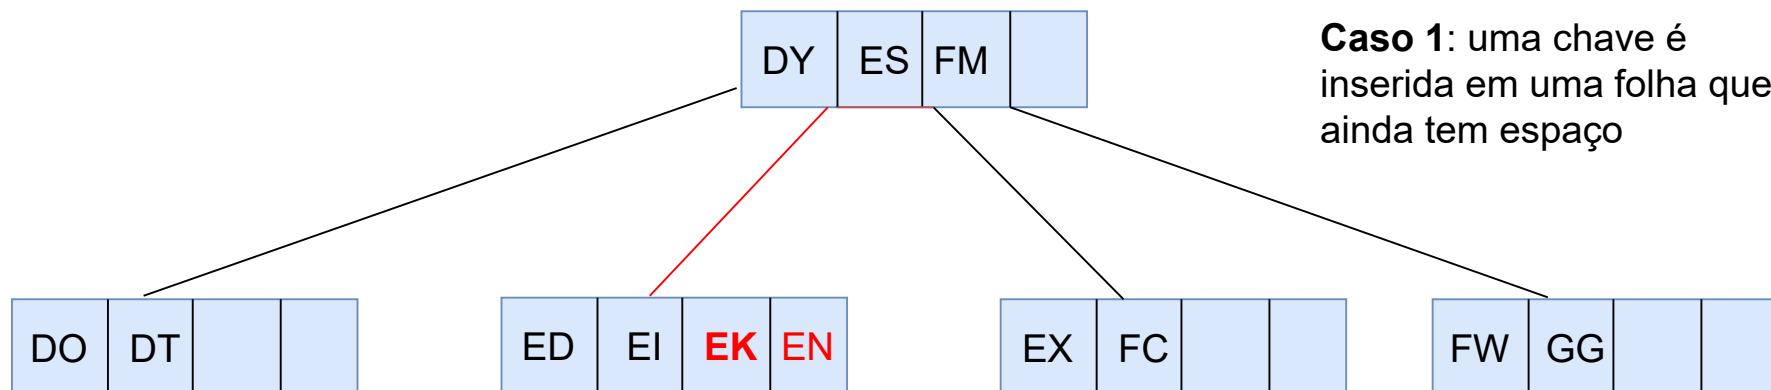 DY ES FM
Caso 1: uma chave é
inserida em uma folha que
ainda tem espaço
DO DT
ED EI EK EN
EX FC
FW GG